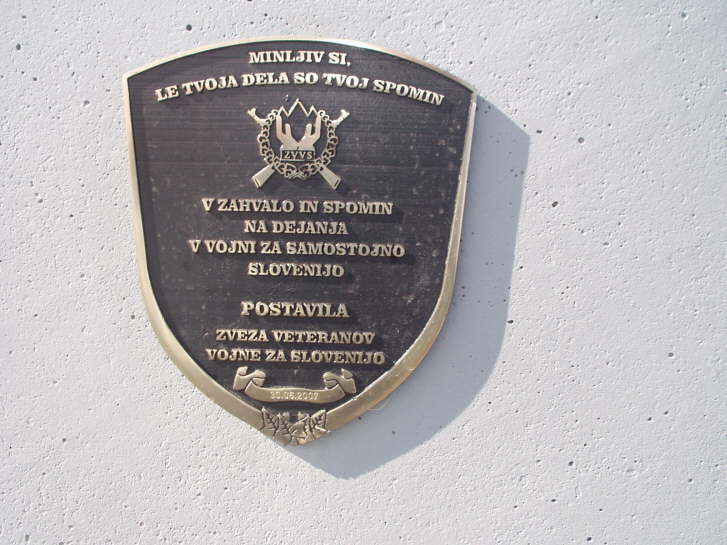 MINLJIV SI,
LE TVOJA DELA SO TVOJ SPOMIN
ZVVS
V ZAHVALO IN SPOMIN
NA DEJANJA
V VOJNI ZA SAMOSTOJNO
SLOVENIJO
POSTAVILA
ZVEZA VETERANOV
VOJNE ZA SLOVENIJO